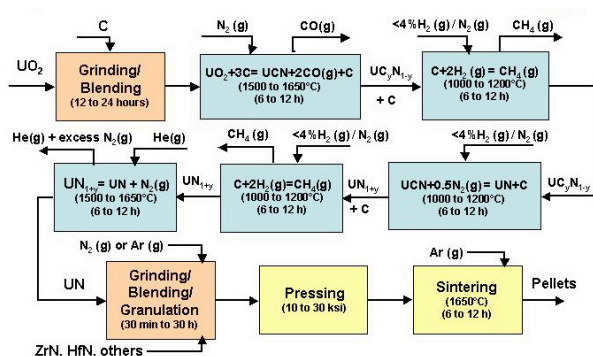 C
N₂ (g)
CO(g)
<4%H₂ (g)/ N₂(g)
CH₄ (g)
UO₂
Grinding/
Blending
(12 to 24 hours)
UO₂+3C= UCN+2CO(g)+C
(1500 to 1650°C)
(6 to 12 h)
UCyN1-y
+ C
C+2H₂ (g)= CH₄(g)
(1000 to 1200°C)
(6 to 12 h)
He(g) + excess N₂(g)
He(g)
CH₄ (g)
<4%H₂ (g)/ N₂(g)
<4%H₂ (g)/ N₂(g)
UN1+y= UN + N₂(g)
(1500 to 1650°C)
(6 to 12 h)
UN1+y
C+2H₂(g)=CH₄(g)
(1000 to 1200°C)
(6 to 12 h)
UN1+y
+ C
UCN+0.5N₂(g) = UN+C
(1000 to 1200°C)
(6 to 12 h)
UCyN1-y
N₂ (g) or Ar (g)
Ar (g)
UN
Grinding/
Blending/
Granulation
(30 min to 30 h)
Pressing
(10 to 30 ksi)
Sintering
(1650°C)
(6 to 12 h)
Pellets
ZrN, HfN, others